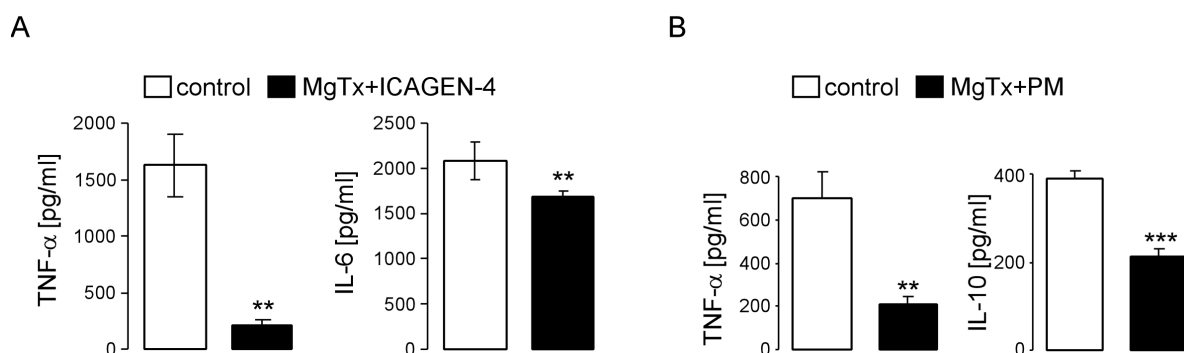 A
B
control MgTx+ICAGEN-4
control MgTx+PM
TNF-α [pg/ml]
2000
1500
1000
500
0
**
IL-6 [pg/ml]
2500
2000
1500
1000
500
0
**
TNF-α [pg/ml]
800
600
400
200
0
**
IL-10 [pg/ml]
400
200
0
***